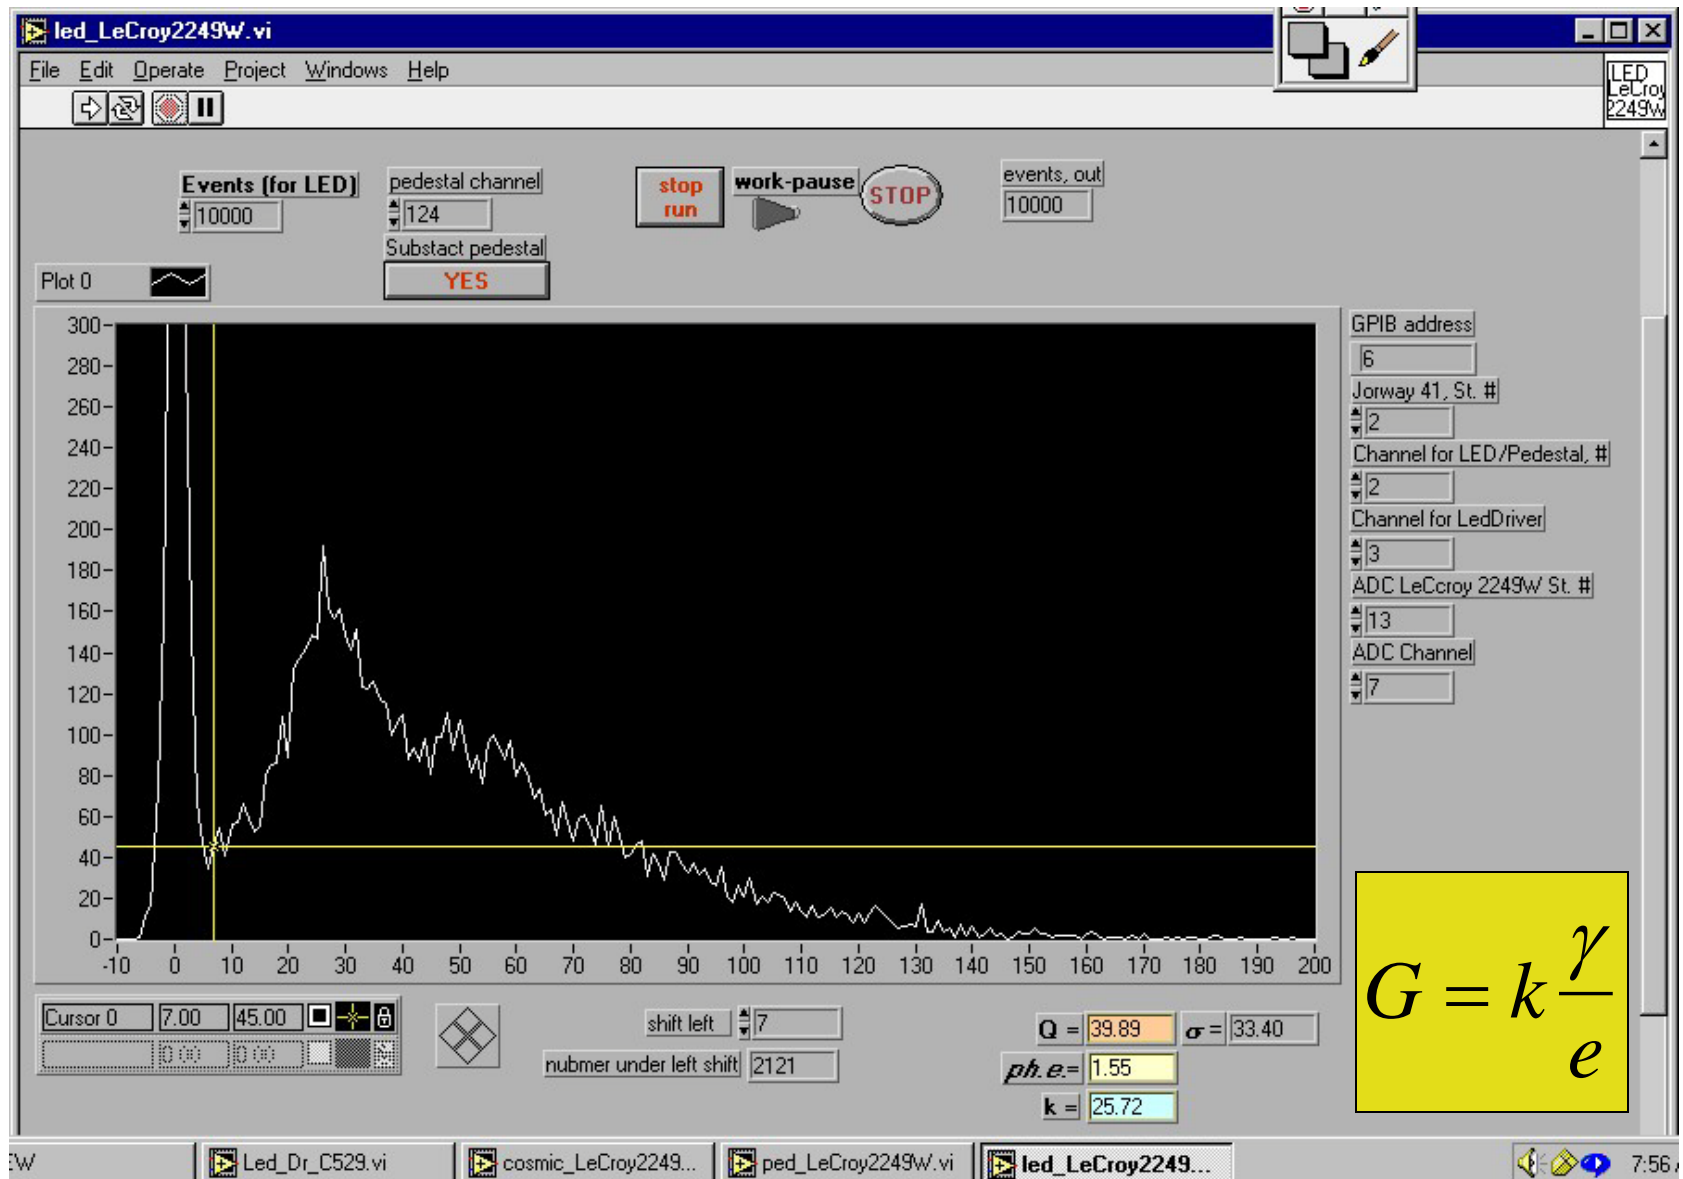 led_LeCroy2249W.vi
File Edit Operate Project Windows Help
LED
LeCroy
2249W
Events (for LED)
10000
pedestal channel
124
Substact pedestal
YES
stop
run
work-pause
STOP
events, out
10000
Plot 0
300
280
260
240
220
200
180
160
140
120
100
80
60
40
20
0
-10 0 10 20 30 40 50 60 70 80 90 100 110 120 130 140 150 160 170 180 190 200
GPIB address
6
Jorway 41, St. #
2
Channel for LED/Pedestal, #
2
Channel for LedDriver
3
ADC LeCcroy 2249W St. #
13
ADC Channel
7
G = k γ / e
Cursor 0 7.00 45.00
0.00 0.00
shift left 7
nubmer under left shift 2121
Q = 39.89 σ = 33.40
ph.e.= 1.55
k = 25.72
EW Led_Dr_C529.vi cosmic_LeCroy2249... ped_LeCroy2249W.vi led_LeCroy2249... 7:56